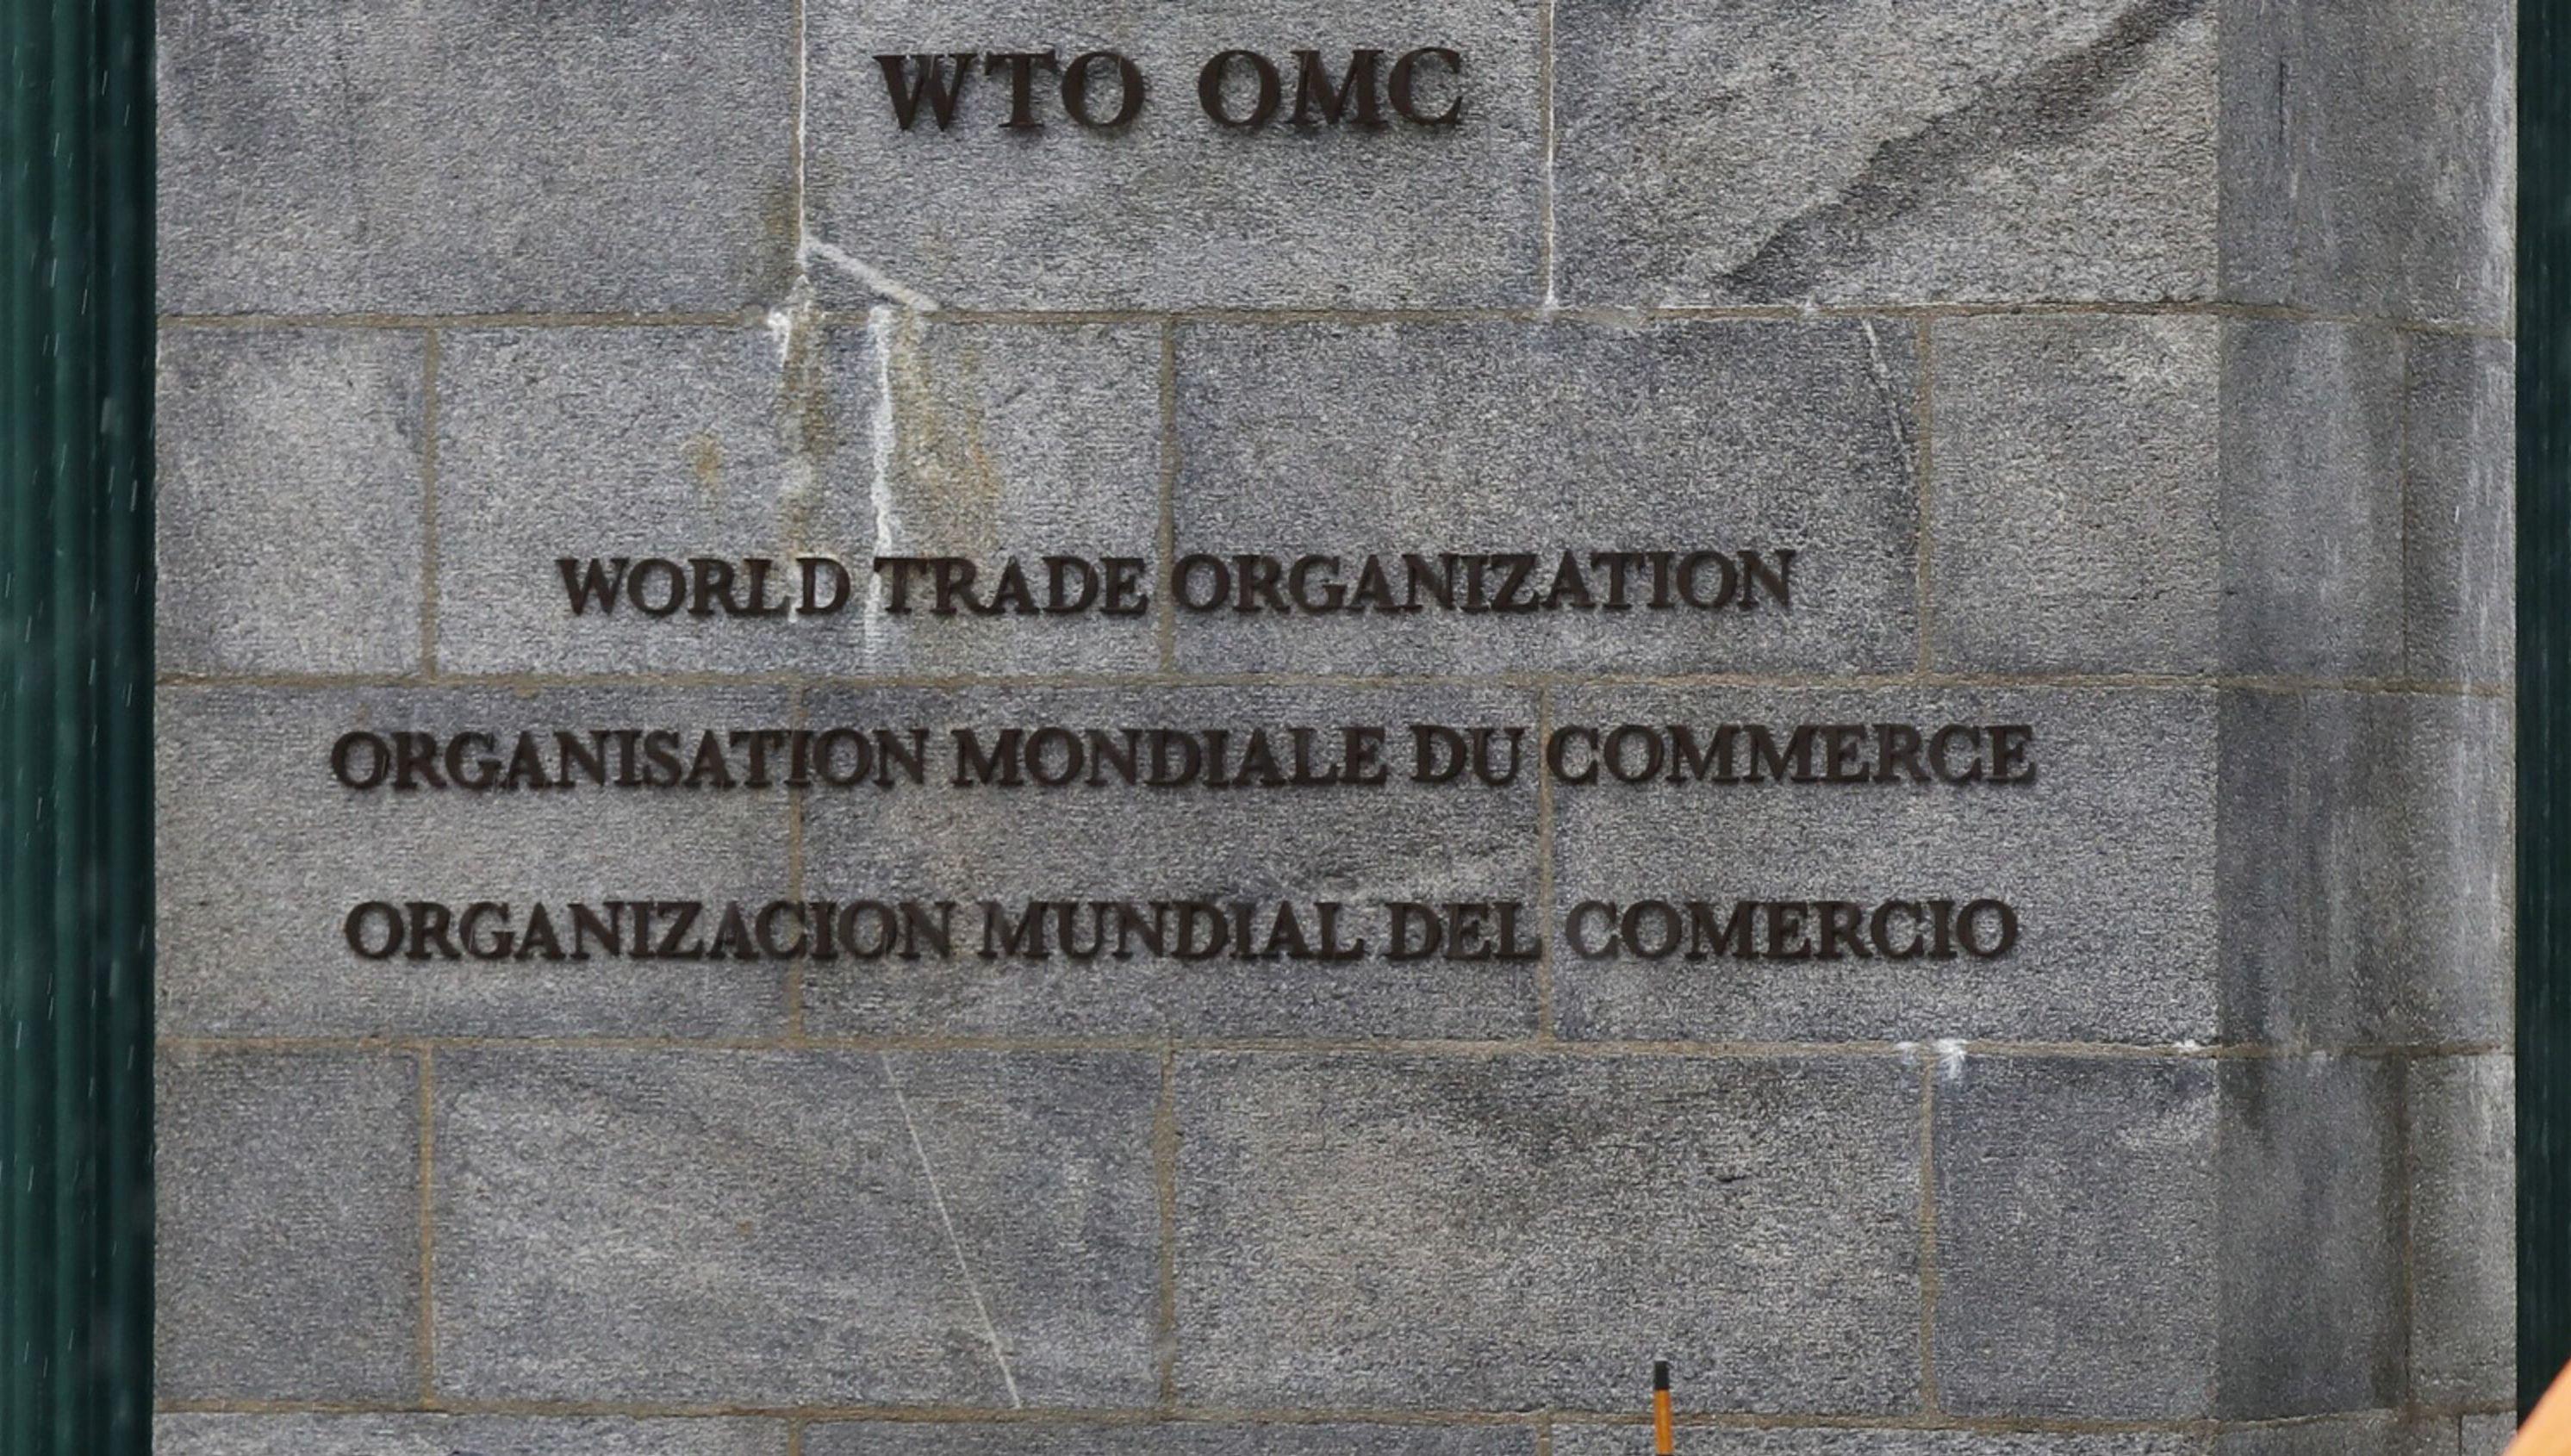 WTO OMC
WORLD TRADE ORGANIZATION
ORGANISATION MONDIALE DU COMMERCE
ORGANIZACION MUNDIAL DEL COMERCIO